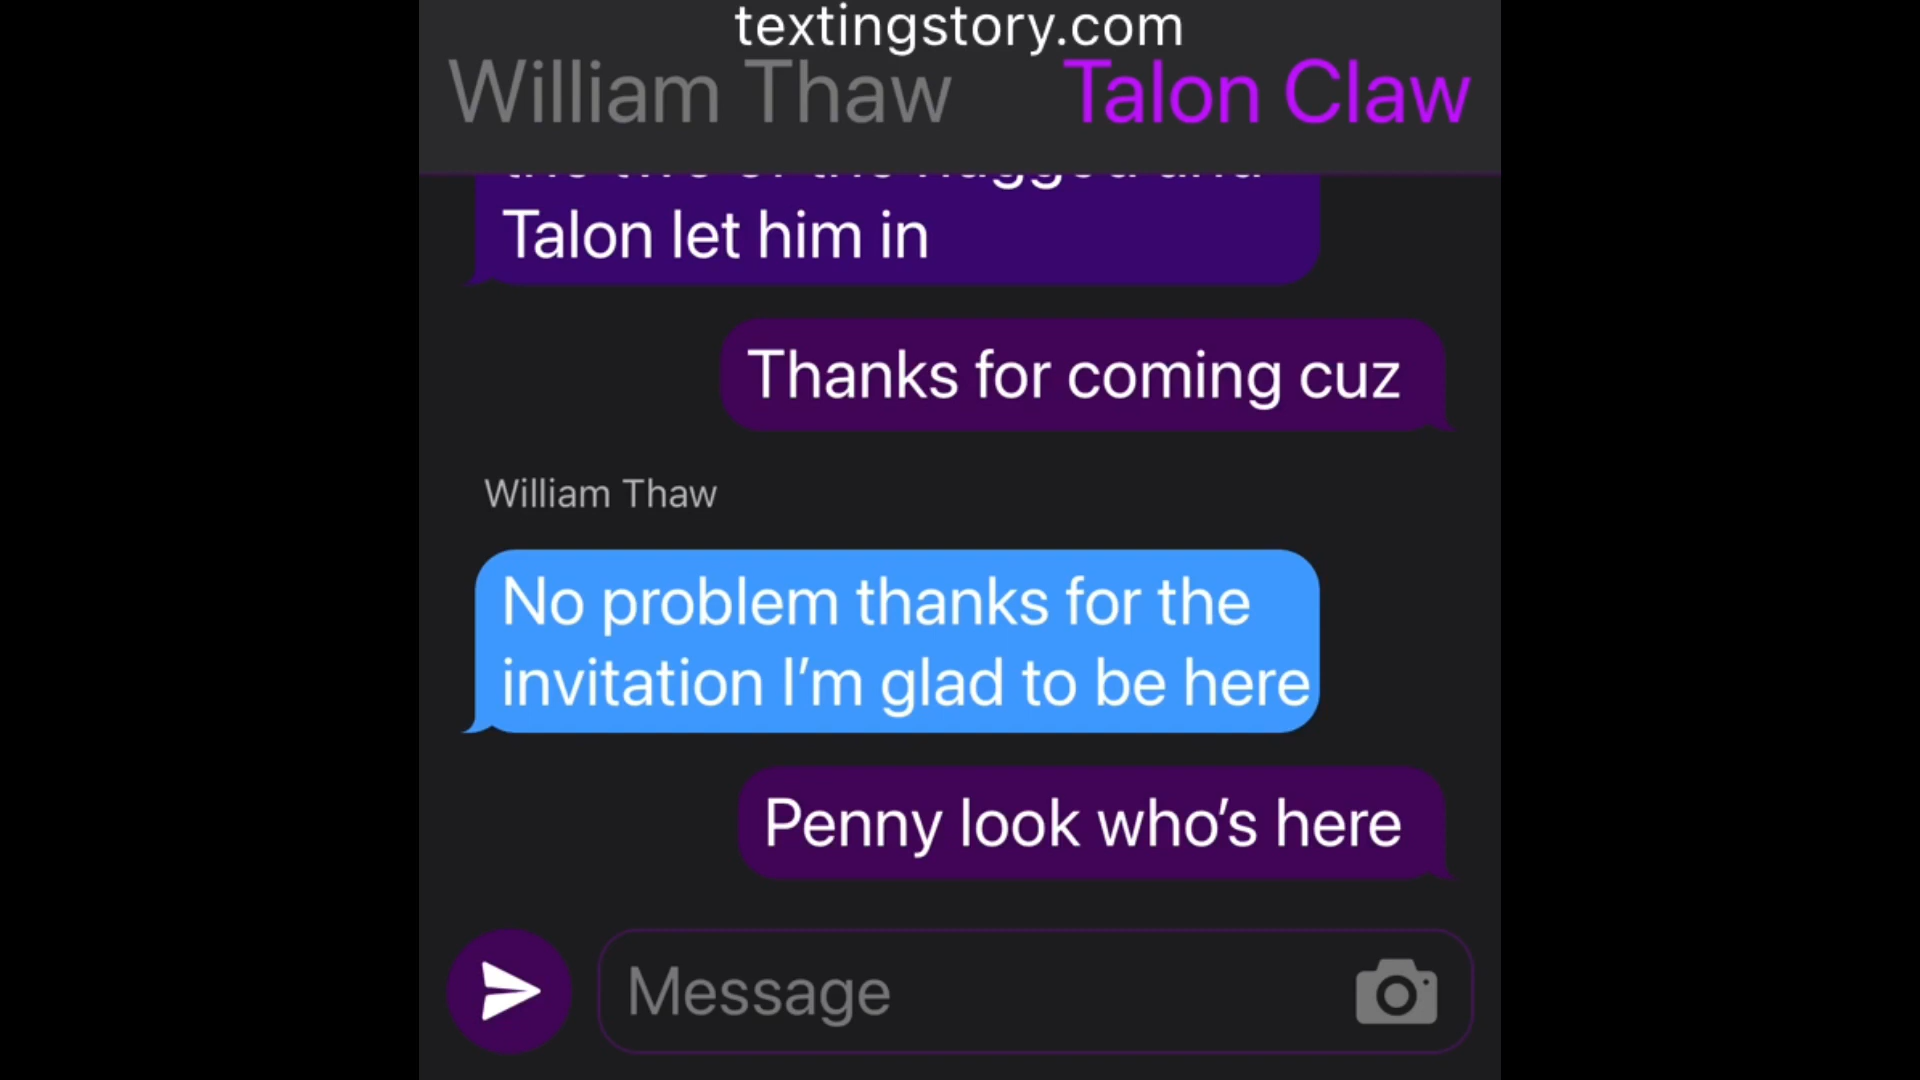 textingstory.com
William Thaw Talon Claw
Talon let him in
Thanks for coming cuz
William Thaw
No problem thanks for the
invitation I’m glad to be here
Penny look who’s here
Message